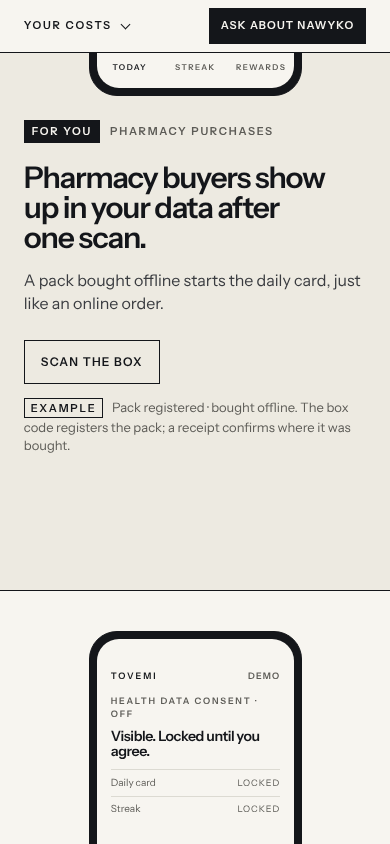 YOUR COSTS
ASK ABOUT NAWYKO
TODAY STREAK REWARDS
FOR YOU PHARMACY PURCHASES
Pharmacy buyers show
up in your data after
one scan.
A pack bought offline starts the daily card, just
like an online order.
SCAN THE BOX
EXAMPLE Pack registered · bought offline. The box
code registers the pack; a receipt confirms where it was
bought.
TOVEMI DEMO
HEALTH DATA CONSENT ·
OFF
Visible. Locked until you
agree.
Daily card LOCKED
Streak LOCKED